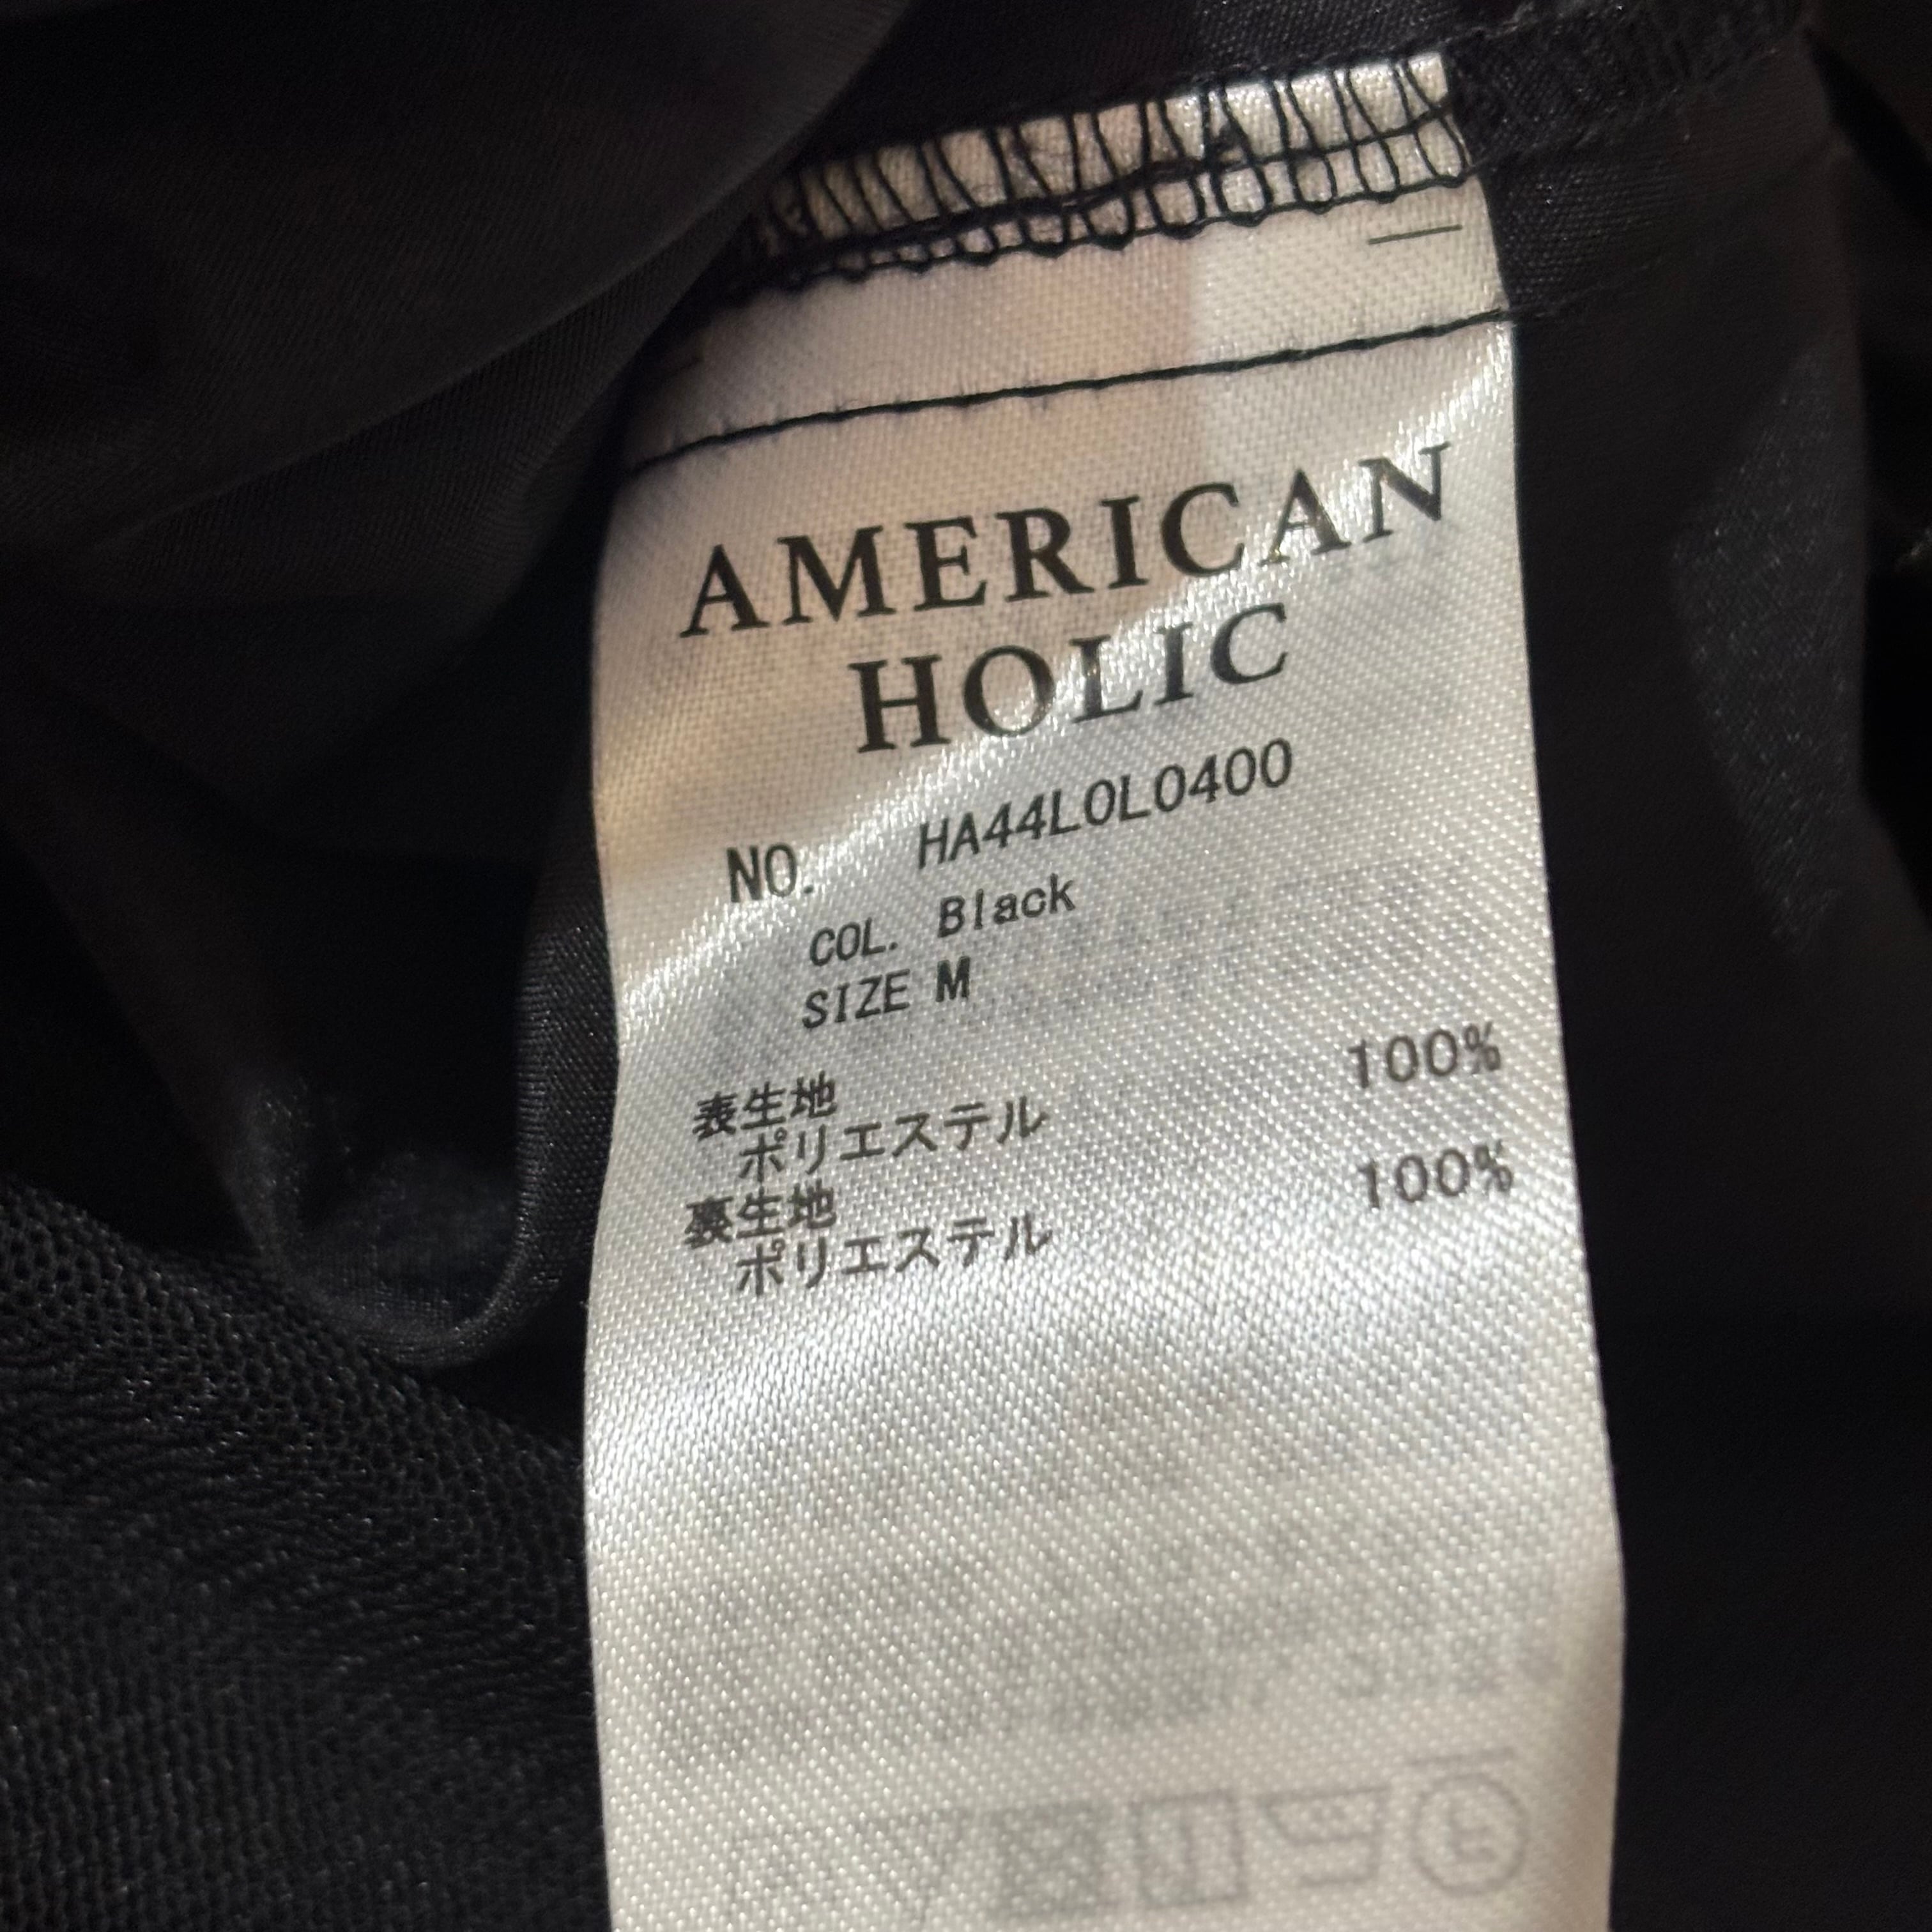 AMERICAN
HOLIC
NO. HA44L0L0400
COL. Black
SIZE M
表生地
ポリエステル 100%
裏生地
ポリエステル 100%